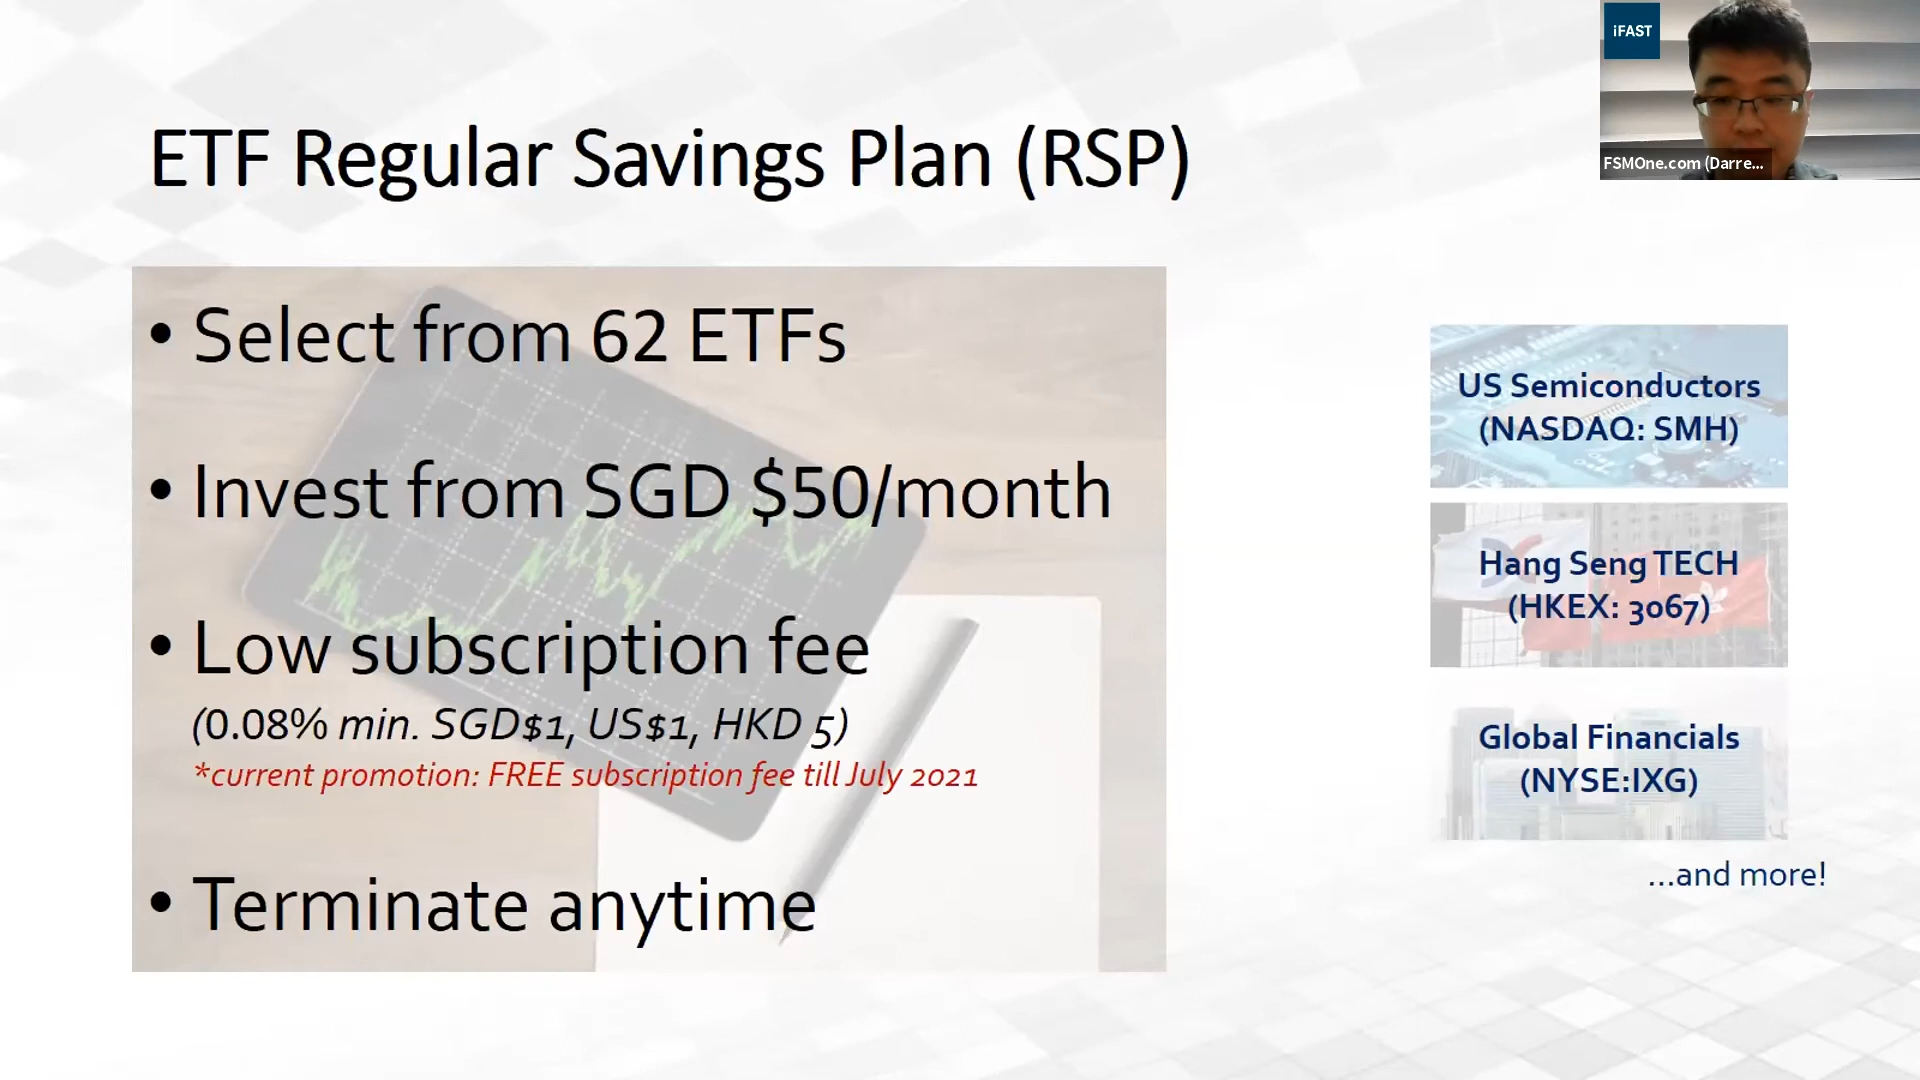 iFAST
FSMOne.com (Darre...
ETF Regular Savings Plan (RSP)
• Select from 62 ETFs
• Invest from SGD $50/month
• Low subscription fee
(0.08% min. SGD$1, US$1, HKD 5)
*current promotion: FREE subscription fee till July 2021
• Terminate anytime
US Semiconductors
(NASDAQ: SMH)
Hang Seng TECH
(HKEX: 3067)
Global Financials
(NYSE:IXG)
...and more!